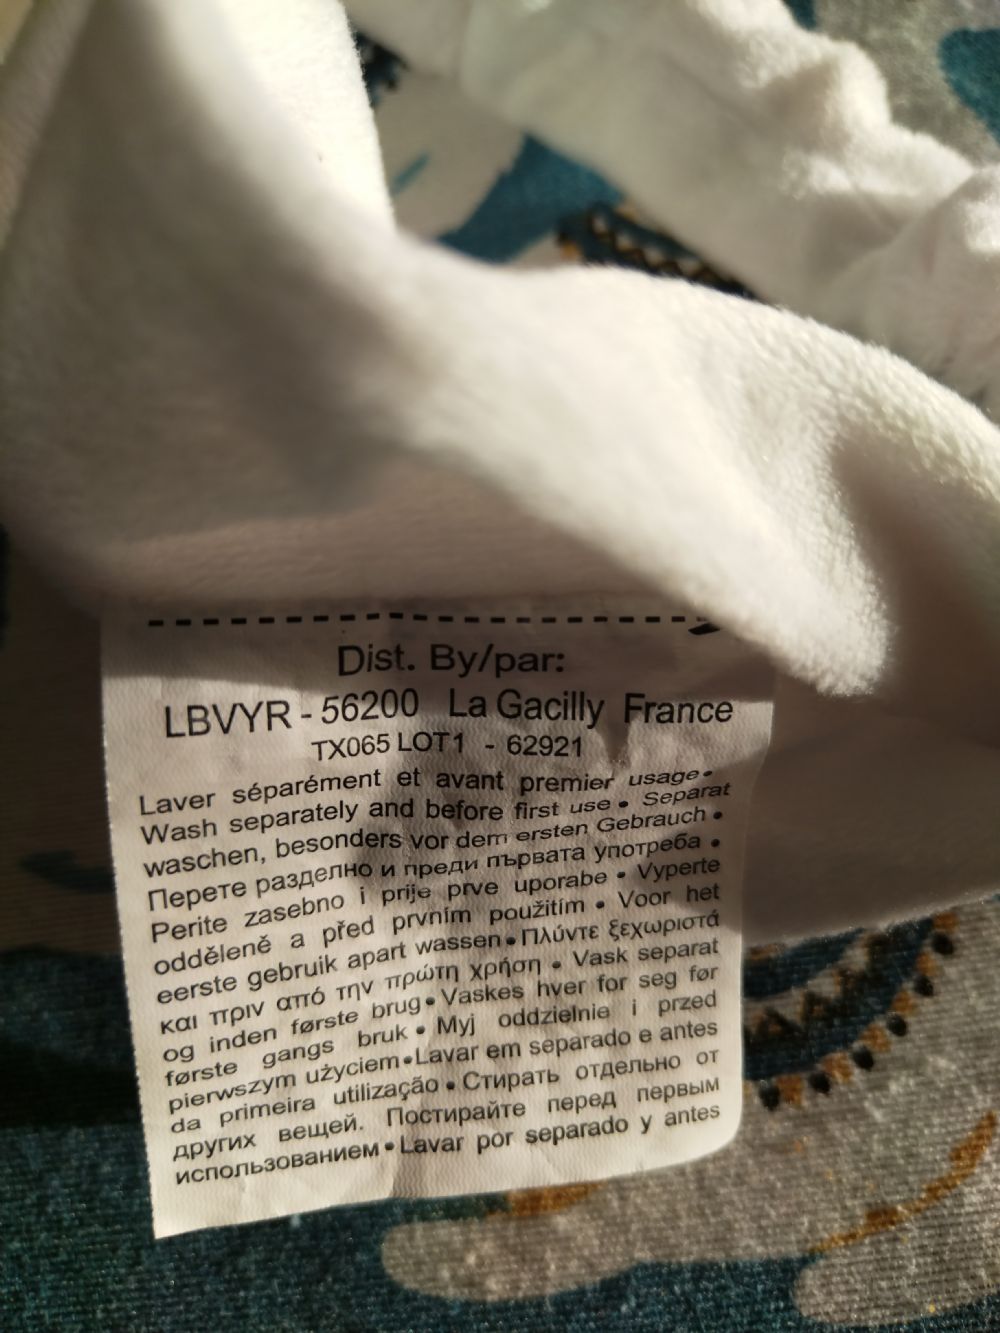 Dist. By/par:
LBVYR - 56200 La Gacilly France
TX065 LOT1 - 62921
Laver séparément et avant premier usage•
Wash separately and before first use • Separat
waschen, besonders vor dem ersten Gebrauch •
Перете разделно и преди първата употреба •
Perite zasebno i prije prve uporabe • Vyperte
odděleně a před prvním použitím • Voor het
eerste gebruik apart wassen • Πλύντε ξεχωριστά
και πριν από την πρώτη χρήση • Vask separat
og inden første brug • Vaskes hver for seg før
første gangs bruk • Myj oddzielnie i przed
pierwszym użyciem • Lavar em separado e antes
da primeira utilização • Стирать отдельно от
других вещей. Постирайте перед первым
использованием • Lavar por separado y antes